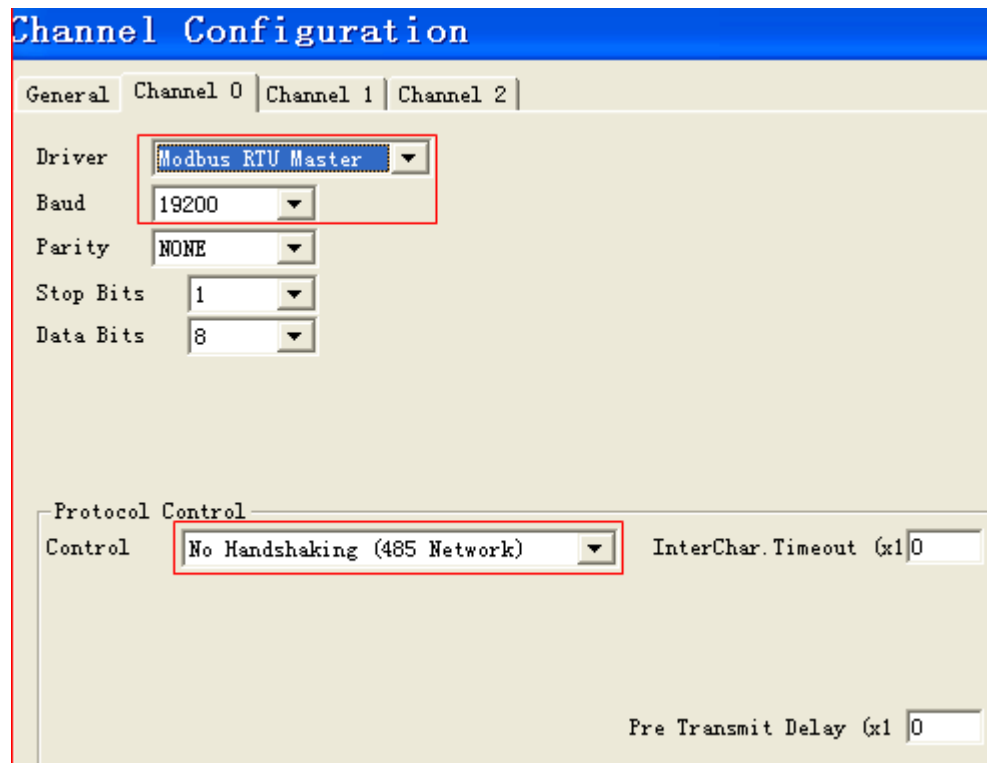 Channel Configuration
General Channel 0 Channel 1 Channel 2
Driver Modbus RTU Master
Baud 19200
Parity NONE
Stop Bits 1
Data Bits 8
Protocol Control
Control No Handshaking (485 Network) InterChar.Timeout (x1 0
Pre Transmit Delay (x1 0